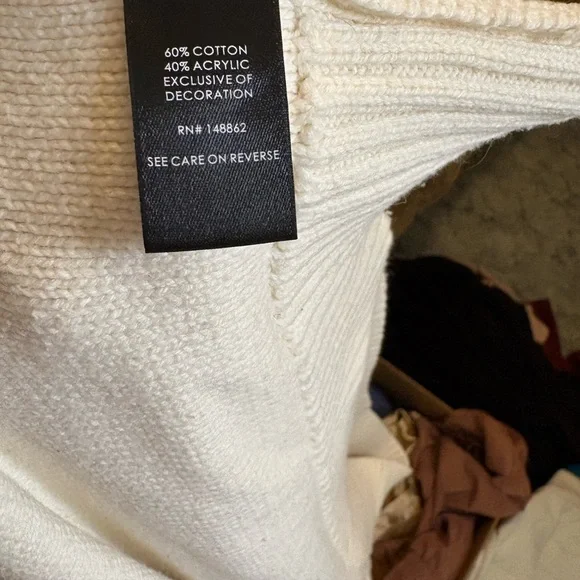 60% COTTON
40% ACRYLIC
EXCLUSIVE OF
DECORATION
RN# 148862
SEE CARE ON REVERSE